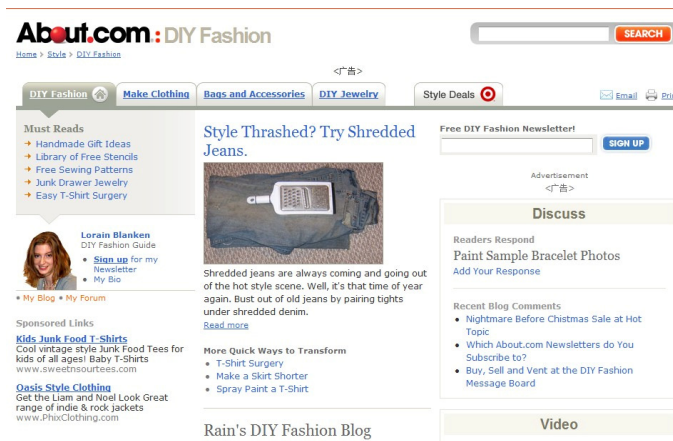 About.com.: DIY Fashion
SEARCH
Home > Style > DIY Fashion
<广告>
DIY Fashion
Make Clothing
Bags and Accessories
DIY Jewelry
Style Deals
Email
Must Reads
Handmade Gift Ideas
Library of Free Stencils
Free Sewing Patterns
Junk Drawer Jewelry
Easy T-Shirt Surgery
Lorain Blanken
DIY Fashion Guide
Sign up for my
Newsletter
My Bio
My Blog • My Forum
Sponsored Links
Kids Junk Food T-Shirts
Cool vintage style Junk Food Tees for
kids of all ages! Baby T-Shirts
www.sweetnsourtees.com
Oasis Style Clothing
Get the Liam and Noel Look Great
range of indie & rock jackets
www.PhixClothing.com
Style Thrashed? Try Shredded
Jeans.
Shredded jeans are always coming and going out
of the hot style scene. Well, it's that time of year
again. Bust out of old jeans by pairing tights
under shredded denim.
Read more
More Quick Ways to Transform
T-Shirt Surgery
Make a Skirt Shorter
Spray Paint a T-Shirt
Rain's DIY Fashion Blog
Free DIY Fashion Newsletter!
SIGN UP
Advertisement
<广告>
Discuss
Readers Respond
Paint Sample Bracelet Photos
Add Your Response
Recent Blog Comments
Nightmare Before Chistmas Sale at Hot
Topic
Which About.com Newsletters do You
Subscribe to?
Buy, Sell and Vent at the DIY Fashion
Message Board
Video